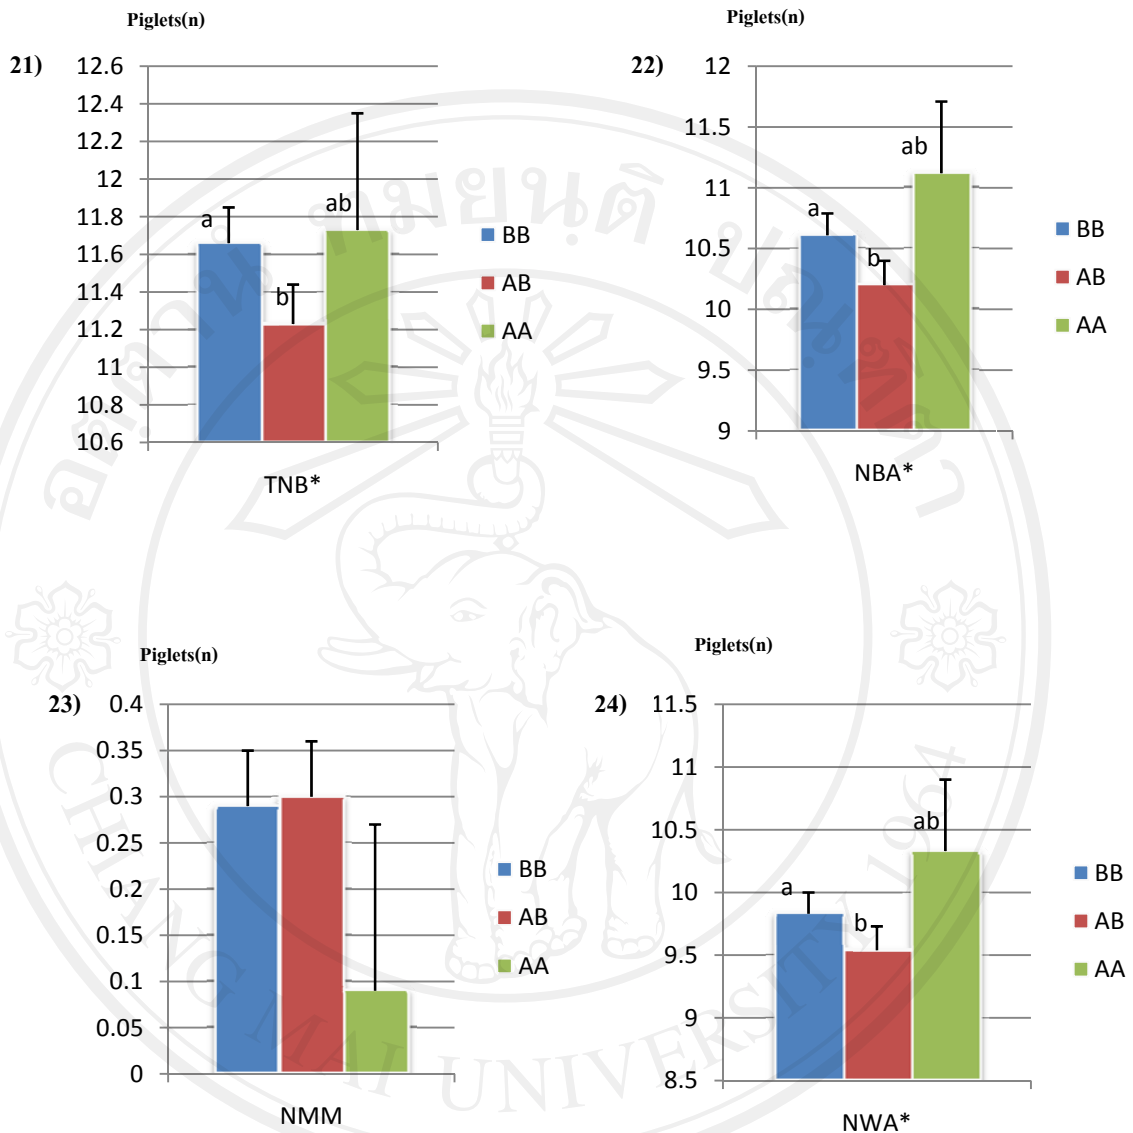 Piglets(n)
21)
12.6
12.4
12.2
12
11.8
11.6
11.4
11.2
11
10.8
10.6
a
b
ab
BB
AB
AA
TNB*
Piglets(n)
22)
12
11.5
11
10.5
10
9.5
9
a
b
ab
BB
AB
AA
NBA*
Piglets(n)
23)
0.4
0.35
0.3
0.25
0.2
0.15
0.1
0.05
0
BB
AB
AA
NMM
Piglets(n)
24)
11.5
11
10.5
10
9.5
9
8.5
a
b
ab
BB
AB
AA
NWA*
CHIANG MAI UNIVERSITY 1964